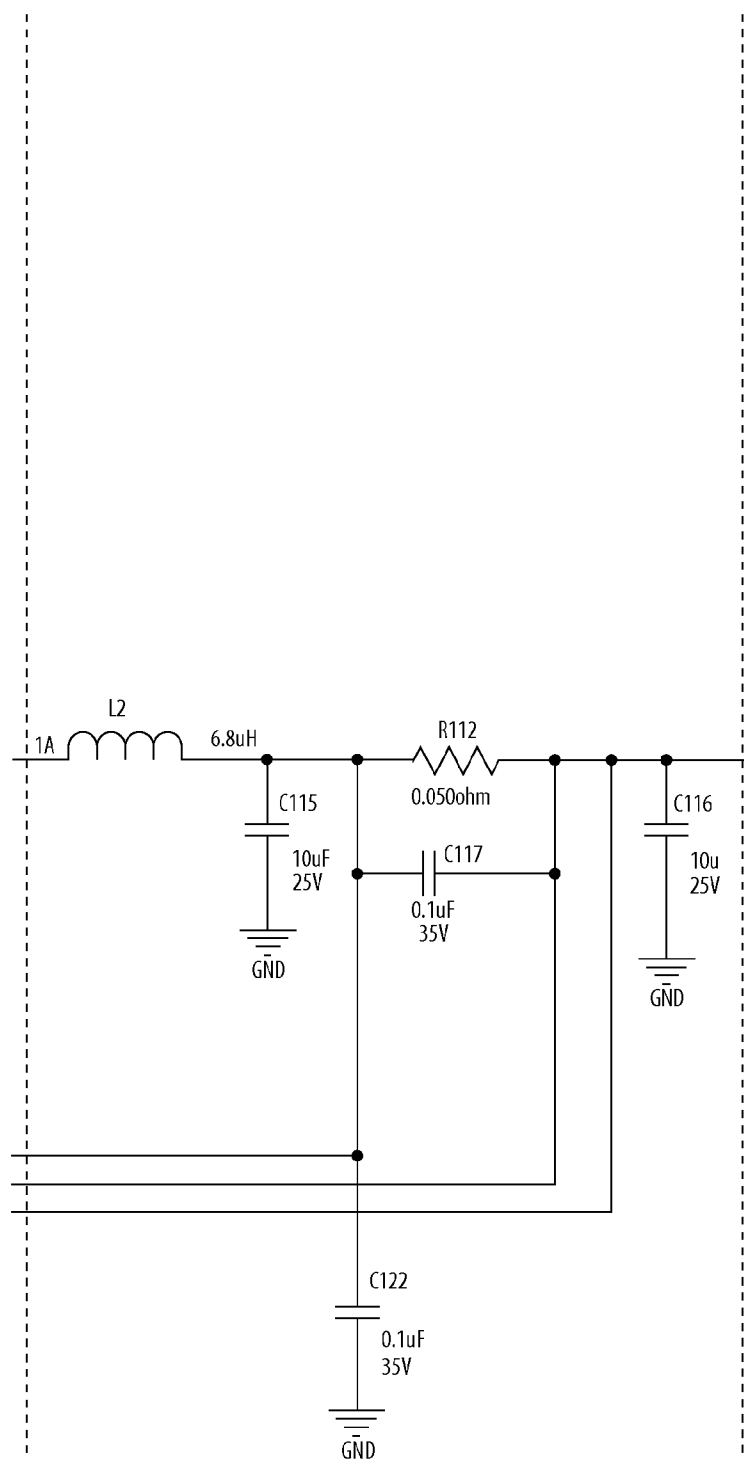 L2
1A
6.8uH
R112
0.050ohm
C115
10uF
25V
GND
C117
0.1uF
35V
C116
10u
25V
GND
C122
0.1uF
35V
GND